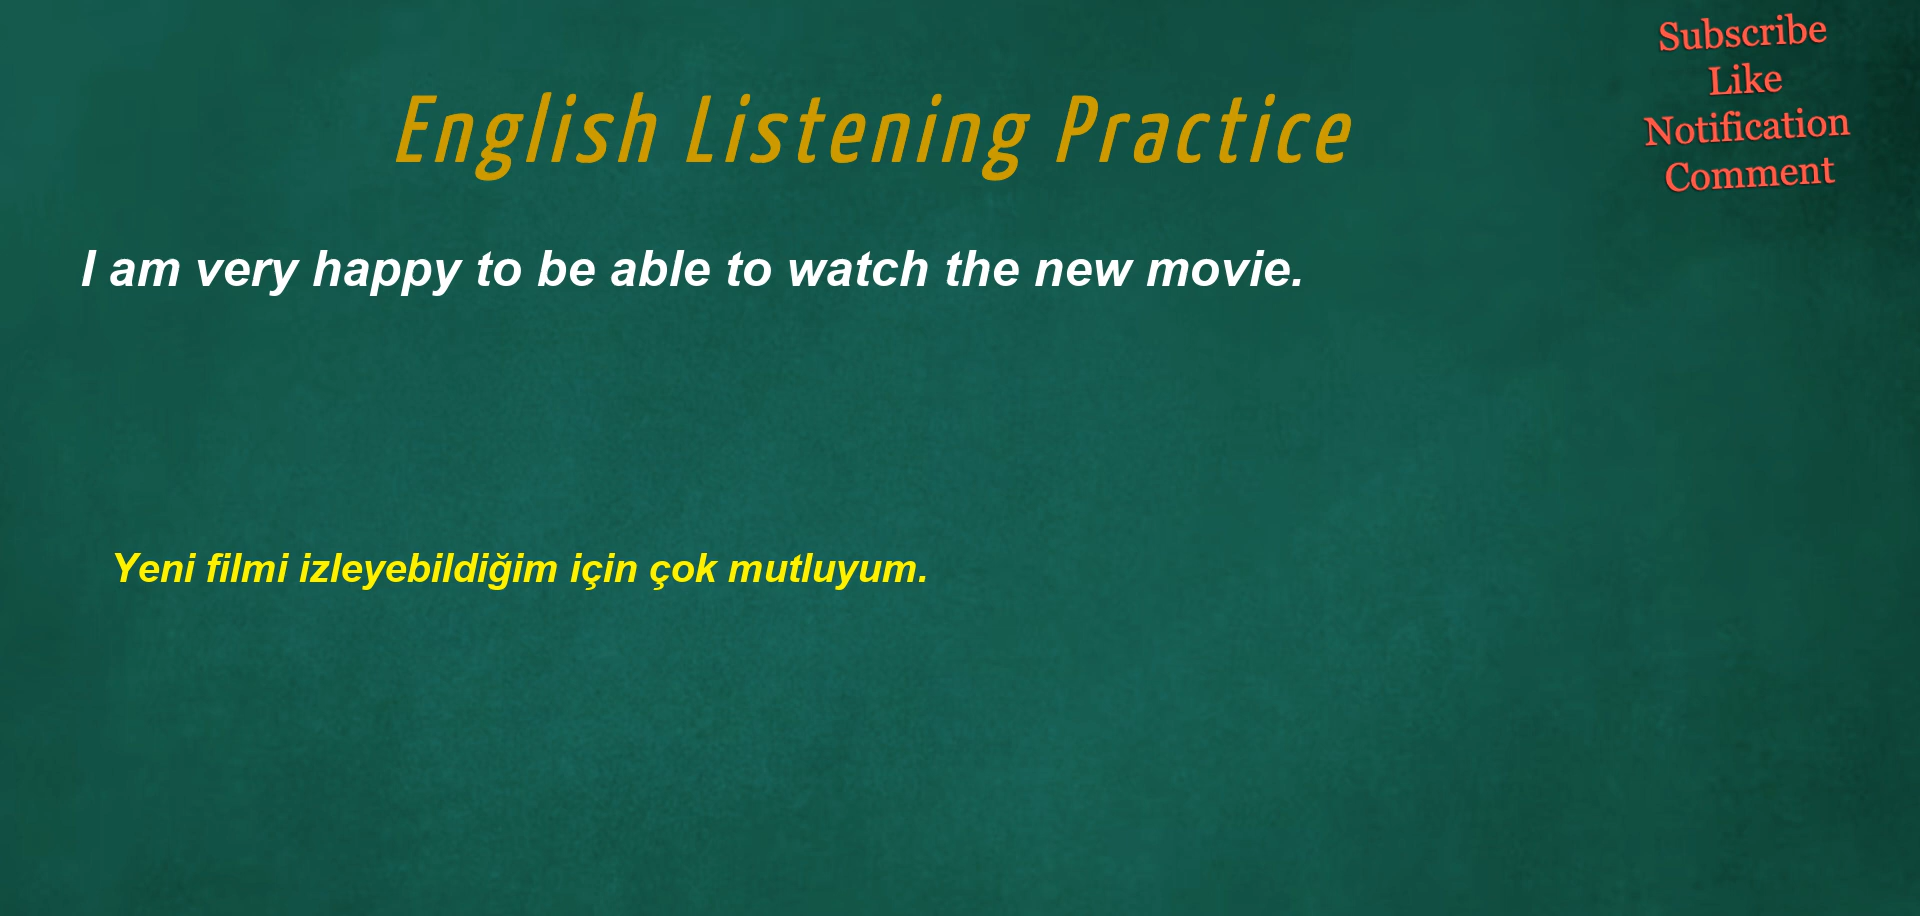 English Listening Practice
Subscribe
Like
Notification
Comment
I am very happy to be able to watch the new movie.
Yeni filmi izleyebildiğim için çok mutluyum.